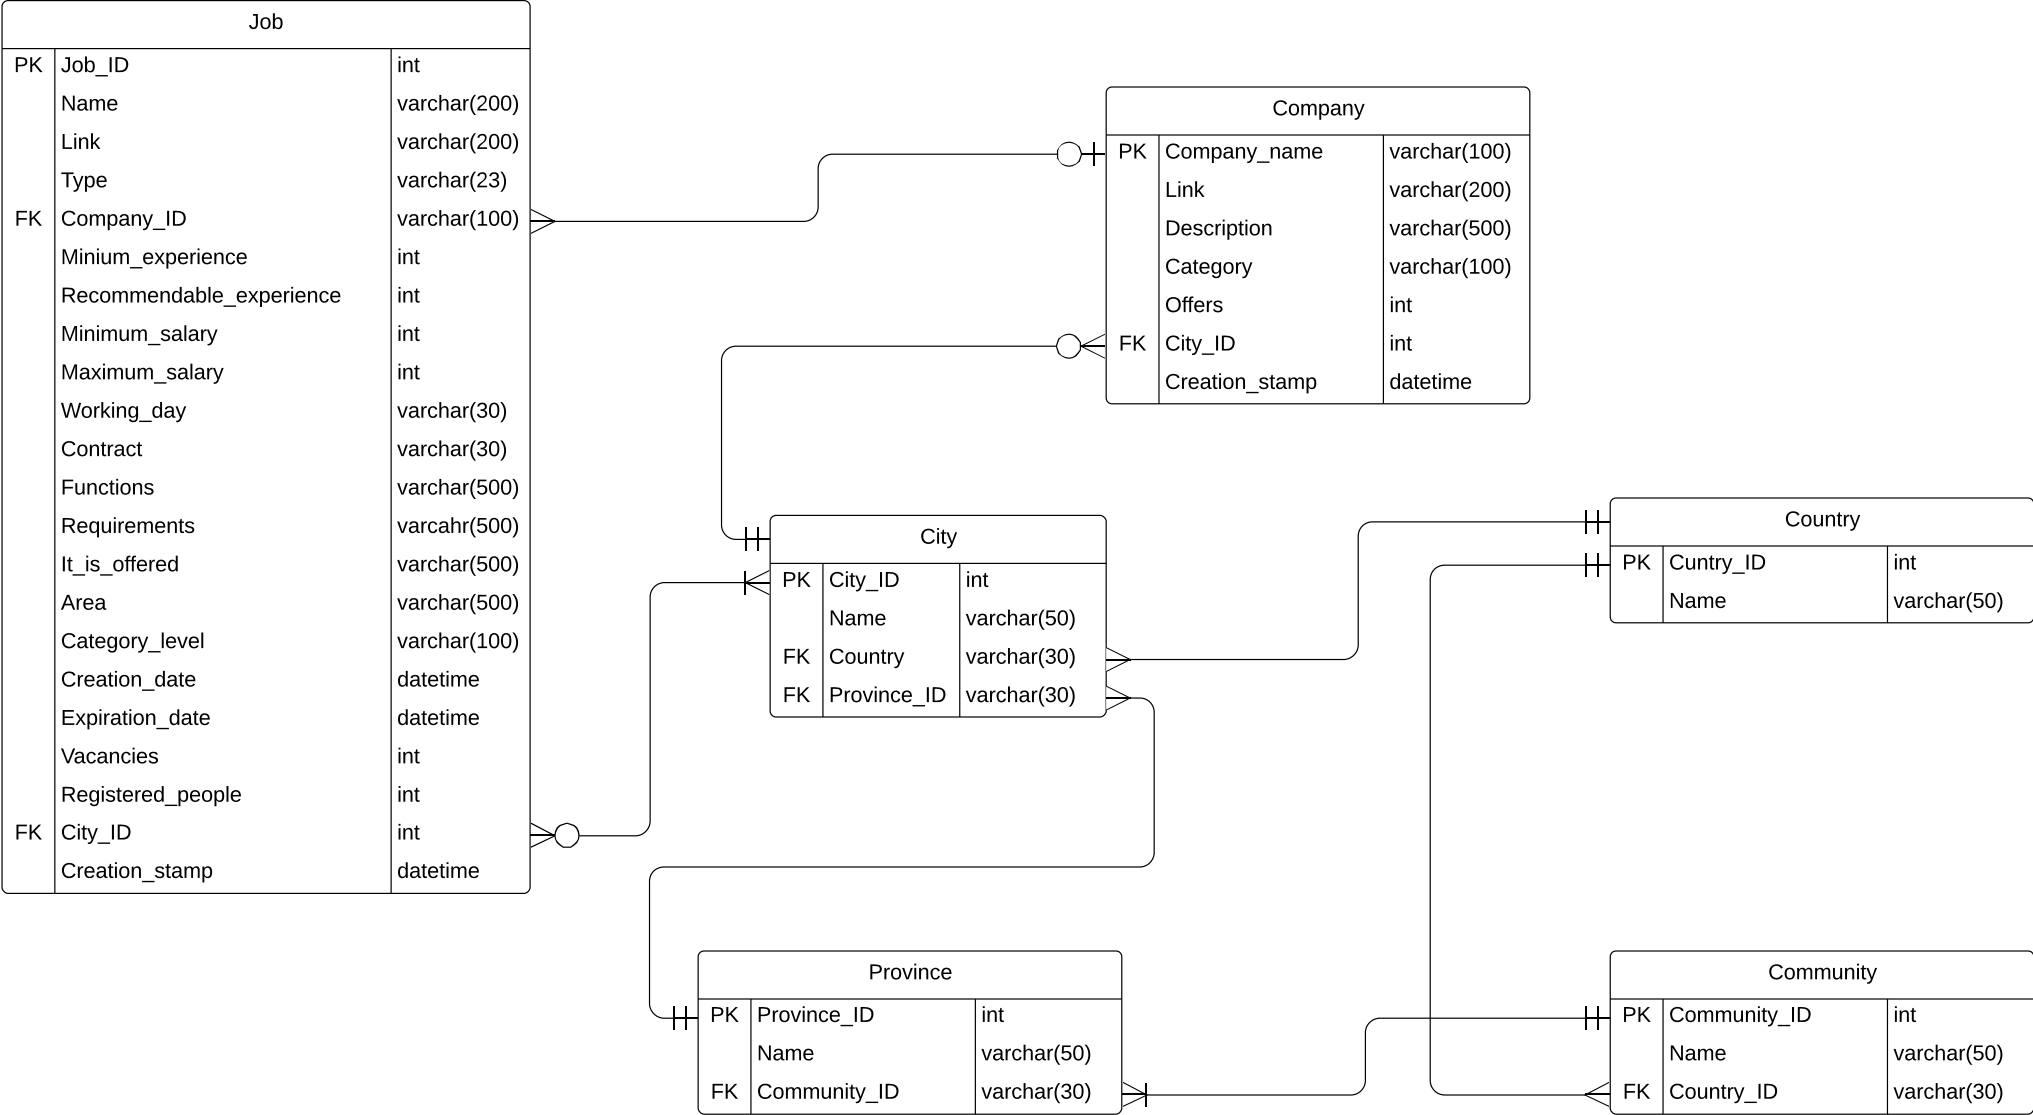 Job
PK Job_ID int
Name varchar(200)
Link varchar(200)
Type varchar(23)
FK Company_ID varchar(100)
Minium_experience int
Recommendable_experience int
Minimum_salary int
Maximum_salary int
Working_day varchar(30)
Contract varchar(30)
Functions varchar(500)
Requirements varcahr(500)
It_is_offered varchar(500)
Area varchar(500)
Category_level varchar(100)
Creation_date datetime
Expiration_date datetime
Vacancies int
Registered_people int
FK City_ID int
Creation_stamp datetime
Company
PK Company_name varchar(100)
Link varchar(200)
Description varchar(500)
Category varchar(100)
Offers int
FK City_ID int
Creation_stamp datetime
City
PK City_ID int
Name varchar(50)
FK Country varchar(30)
FK Province_ID varchar(30)
Country
PK Cuntry_ID int
Name varchar(50)
Province
PK Province_ID int
Name varchar(50)
FK Community_ID varchar(30)
Community
PK Community_ID int
Name varchar(50)
FK Country_ID varchar(30)